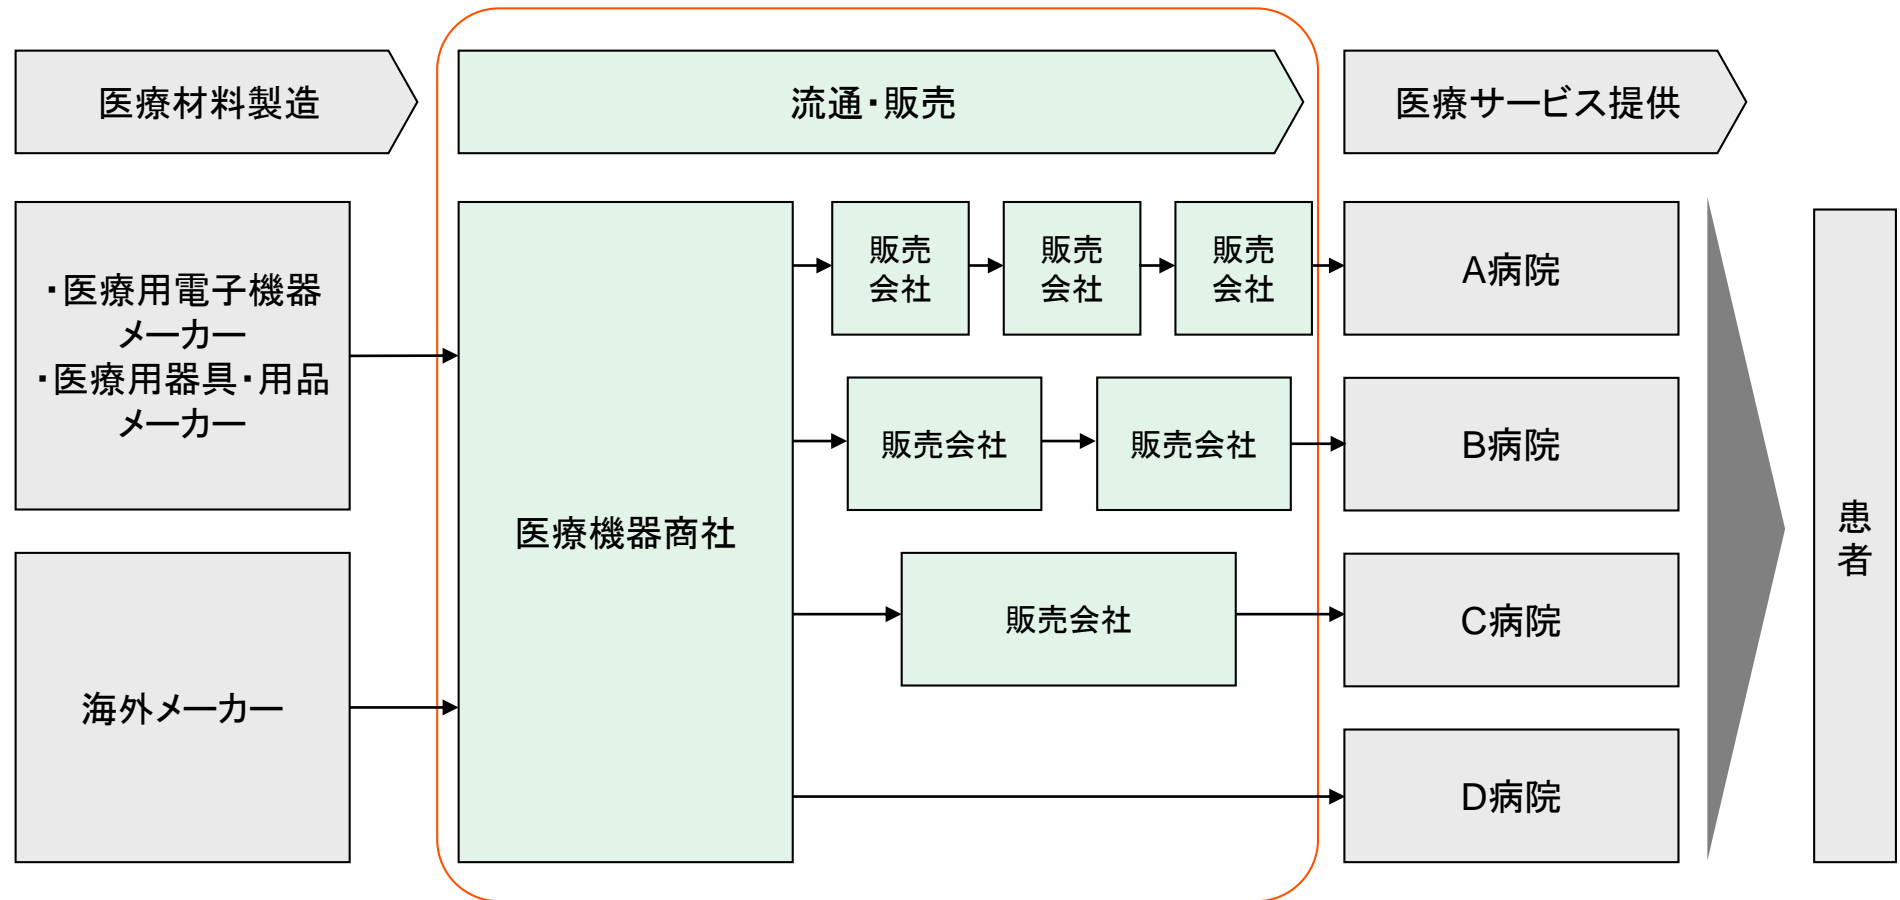 医療材料製造
流通・販売
医療サービス提供
・医療用電子機器
メーカー
・医療用器具・用品
メーカー
海外メーカー
医療機器商社
販売
会社
販売
会社
販売
会社
販売会社
販売会社
販売会社
A病院
B病院
C病院
D病院
患
者